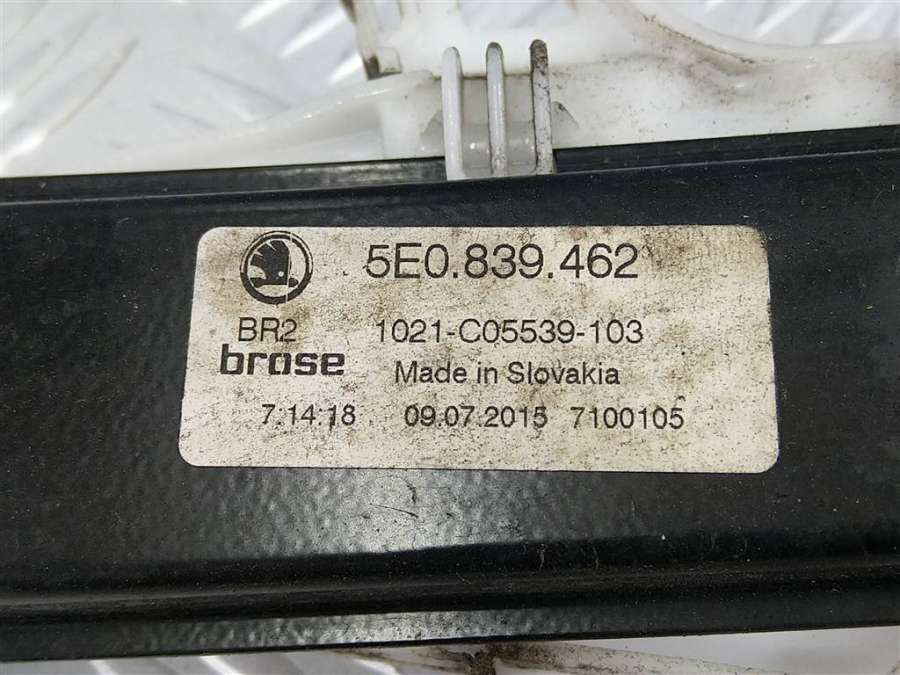 5E0.839.462
BR2 1021-C05539-103
brose Made in Slovakia
7:14:18 09.07.2015 7100105